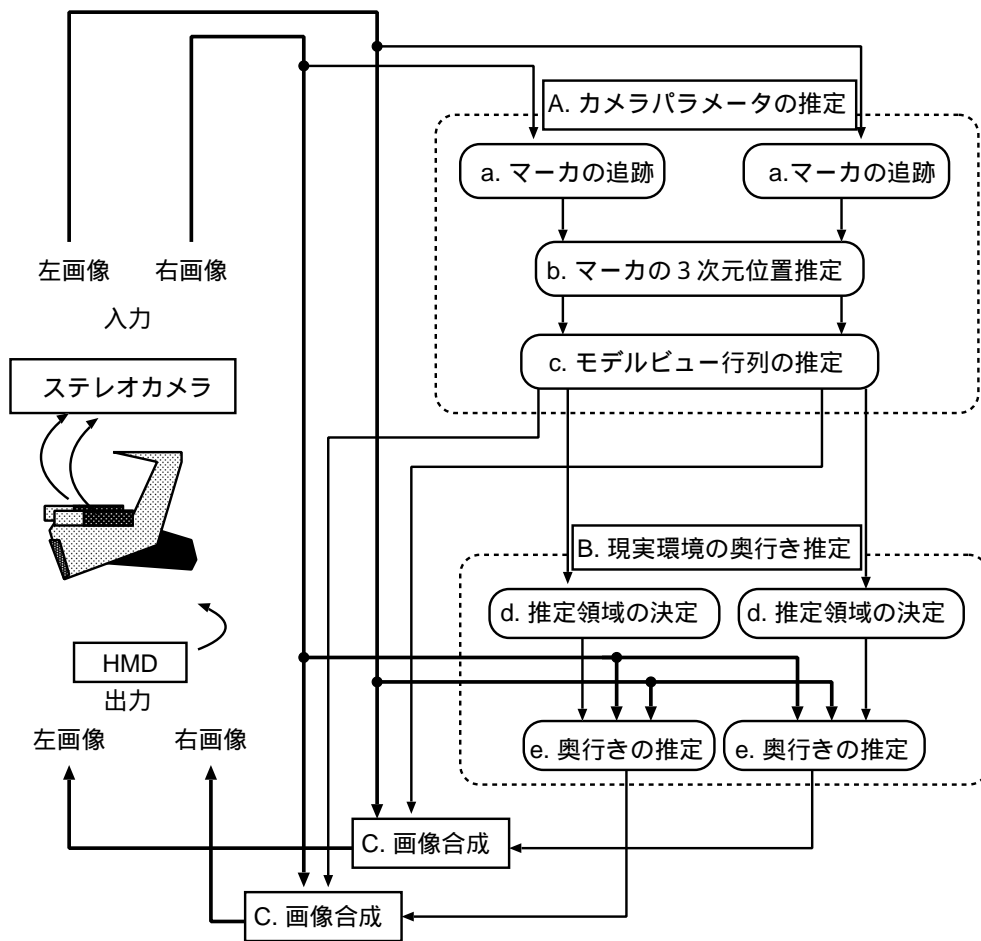 A. カメラパラメータの推定
a. マーカの追跡
a.マーカの追跡
左画像
右画像
b. マーカの３次元位置推定
入力
c. モデルビュー行列の推定
ステレオカメラ
B. 現実環境の奥行き推定
d. 推定領域の決定
d. 推定領域の決定
HMD
出力
左画像
右画像
e. 奥行きの推定
e. 奥行きの推定
C. 画像合成
C. 画像合成